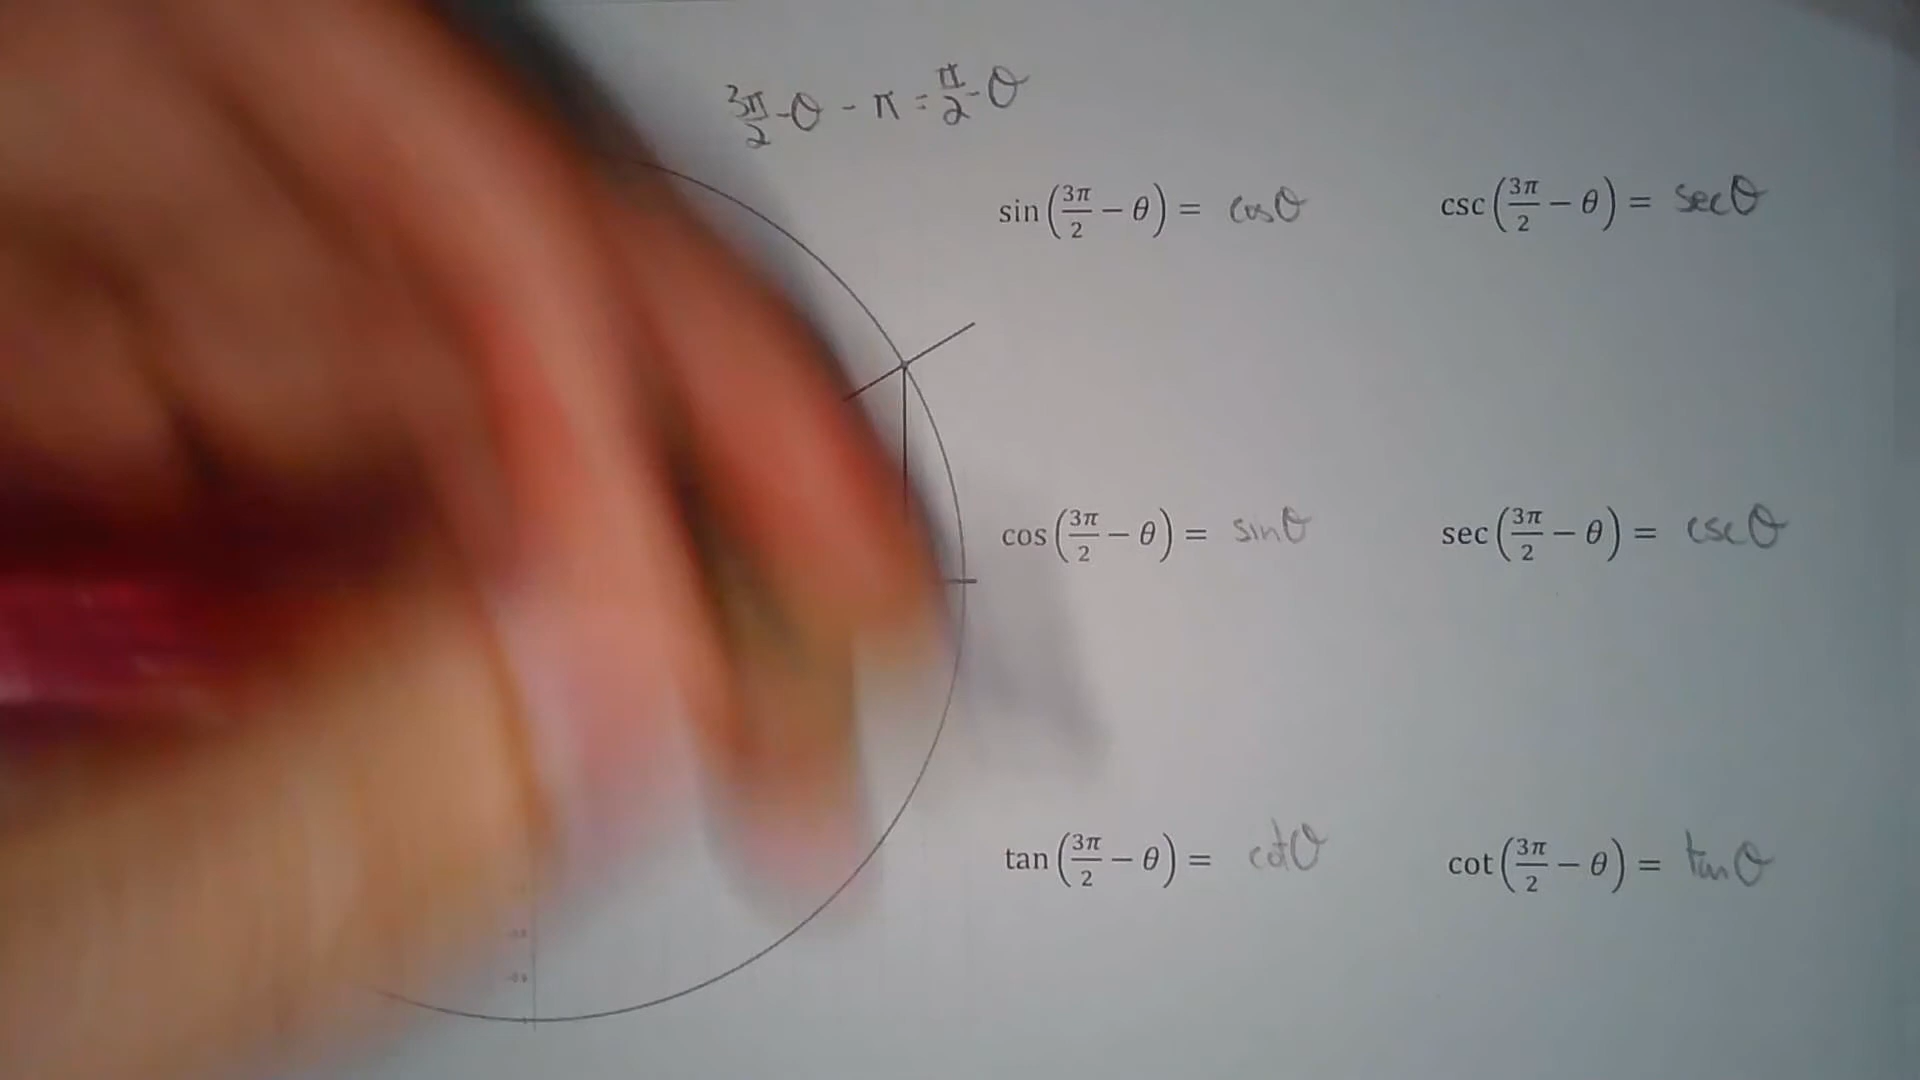 3π/2 - θ - π = π/2 - θ
sin(3π/2 − θ) = cosθ
csc(3π/2 − θ) = secθ
cos(3π/2 − θ) = sinθ
sec(3π/2 − θ) = cscθ
tan(3π/2 − θ) = cotθ
cot(3π/2 − θ) = tanθ